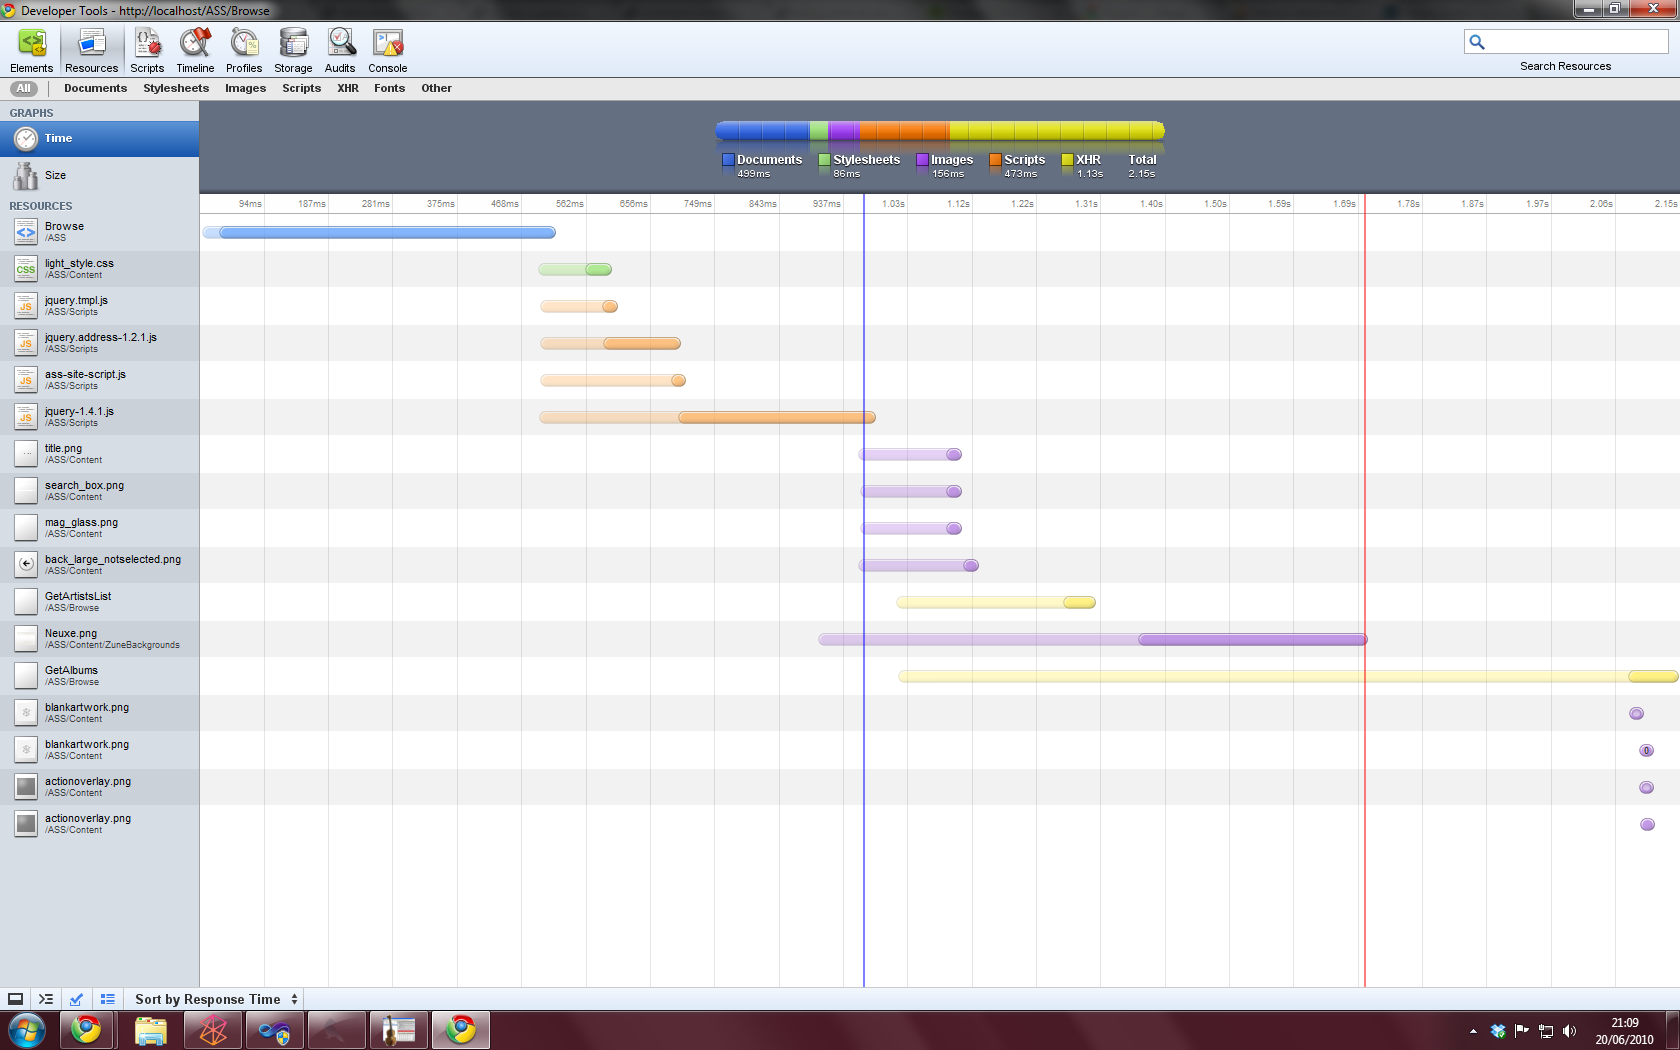 Developer Tools - http://localhost/ASS/Browse
Elements Resources Scripts Timeline Profiles Storage Audits Console
Search Resources
All Documents Stylesheets Images Scripts XHR Fonts Other
GRAPHS
Time
Size
Documents Stylesheets Images Scripts XHR Total
499ms 86ms 156ms 473ms 1.13s 2.15s
RESOURCES
94ms 187ms 281ms 375ms 468ms 562ms 656ms 749ms 843ms 937ms 1.03s 1.12s 1.22s 1.31s 1.40s 1.50s 1.59s 1.69s 1.78s 1.87s 1.97s 2.06s 2.15s
Browse
/ASS
CSS
light_style.css
/ASS/Content
JS
jquery.tmpl.js
/ASS/Scripts
JS
jquery.address-1.2.1.js
/ASS/Scripts
JS
ass-site-script.js
/ASS/Scripts
JS
jquery-1.4.1.js
/ASS/Scripts
title.png
/ASS/Content
search_box.png
/ASS/Content
mag_glass.png
/ASS/Content
back_large_notselected.png
/ASS/Content
GetArtistsList
/ASS/Browse
Neuxe.png
/ASS/Content/ZuneBackgrounds
GetAlbums
/ASS/Browse
blankartwork.png
/ASS/Content
blankartwork.png
/ASS/Content
0
actionoverlay.png
/ASS/Content
actionoverlay.png
/ASS/Content
Sort by Response Time
21:09
20/06/2010